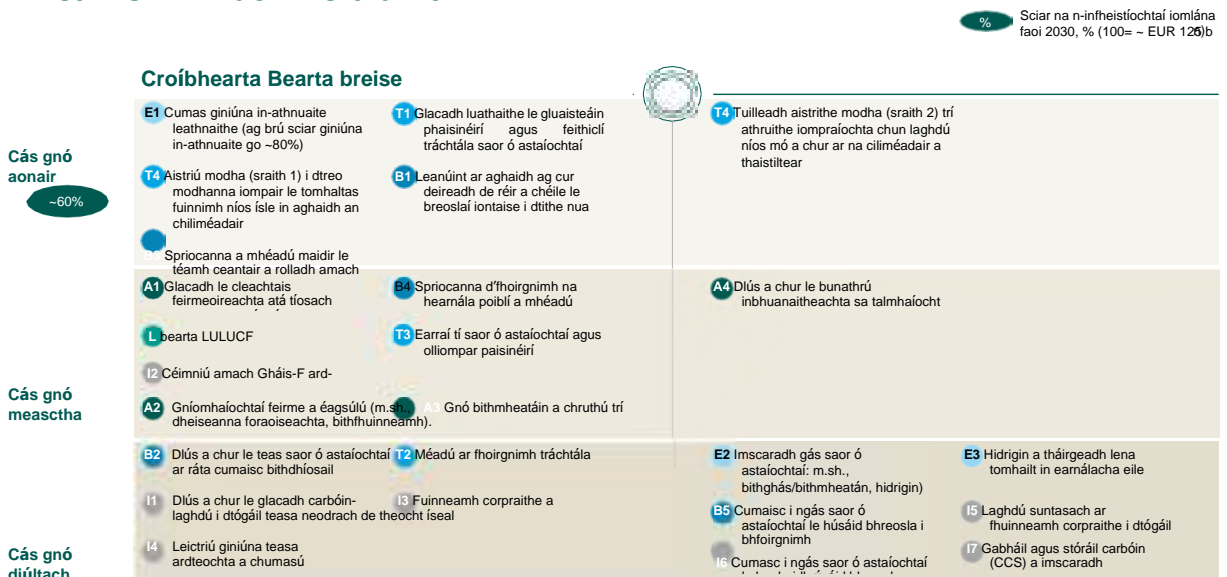 % Sciar na n-infheistíochtaí iomlána
faoi 2030, % (100= ~ EUR 125)b
Croíbhearta Bearta breise
Cás gnó
aonair
~60%
E1 Cumas giniúna in-athnuaite
leathnaithe (ag brú sciar giniúna
in-athnuaite go ~80%)
T4 Aistriú modha (sraith 1) i dtreo
modhanna iompair le tomhaltas
fuinnimh níos ísle in aghaidh an
chiliméadair
Spriocanna a mhéadú maidir le
téamh ceantair a rolladh amach
T1 Glacadh luathaithe le gluaisteáin
phaisinéirí agus feithiclí
tráchtála saor ó astaíochtaí
B1 Leanúint ar aghaidh ag cur
deireadh de réir a chéile le
breoslaí iontaise i dtithe nua
T4 Tuilleadh aistrithe modha (sraith 2) trí
athruithe iompraíochta chun laghdú
níos mó a chur ar na ciliméadair a
thaistiltear
Cás gnó
measctha
A1 Glacadh le cleachtais
feirmeoireachta atá tíosach
L bearta LULUCF
I2 Céimniú amach Gháis-F ard-
A2 Gníomhaíochtaí feirme a éagsúlú (m.sh.,
dheiseanna foraoiseachta, bithfhuinneamh).
B4 Spriocanna d'fhoirgnimh na
hearnála poiblí a mhéadú
T3 Earraí tí saor ó astaíochtaí agus
olliompar paisinéirí
A3 Gnó bithmheatáin a chruthú trí
A4 Dlús a chur le bunathrú
inbhuanaitheachta sa talmhaíocht
Cás gnó
diúltach
B2 Dlús a chur le teas saor ó astaíochtaí
ar ráta cumaisc bithdhíosail
I1 Dlús a chur le glacadh carbóin-
laghdú i dtógáil teasa neodrach de theocht íseal
I4 Leictriú giniúna teasa
ardteochta a chumasú
T2 Méadú ar fhoirgnimh tráchtála
I3 Fuinneamh corpraithe a
E2 Imscaradh gás saor ó
astaíochtaí: m.sh.,
bithghás/bithmheatán, hidrigin)
B5 Cumaisc i ngás saor ó
astaíochtaí le húsáid bhreosla i
bhfoirgnimh
I6 Cumasc i ngás saor ó astaíochtaí
E3 Hidrigin a tháirgeadh lena
tomhailt in earnálacha eile
I5 Laghdú suntasach ar
fhuinneamh corpraithe i dtógáil
I7 Gabháil agus stóráil carbóin
(CCS) a imscaradh